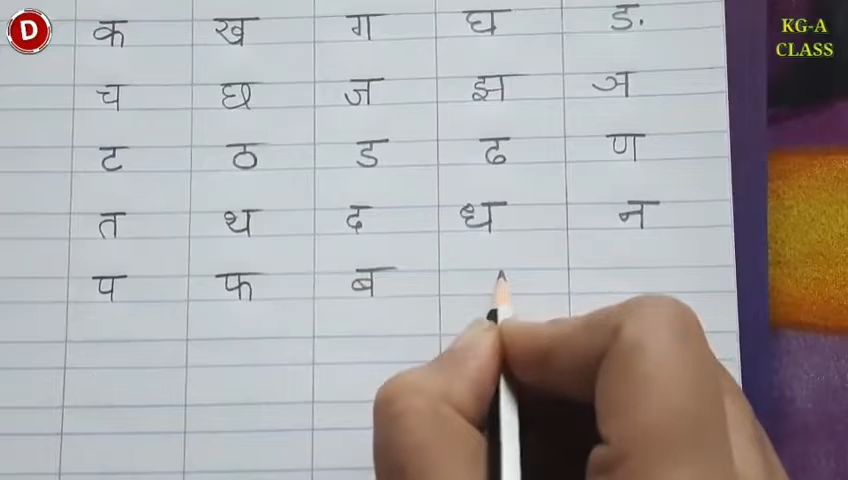 D
KG-A
CLASS
क ख ग घ ङ
च छ ज झ ञ
ट ठ ड ढ ण
त थ द ध न
प फ ब